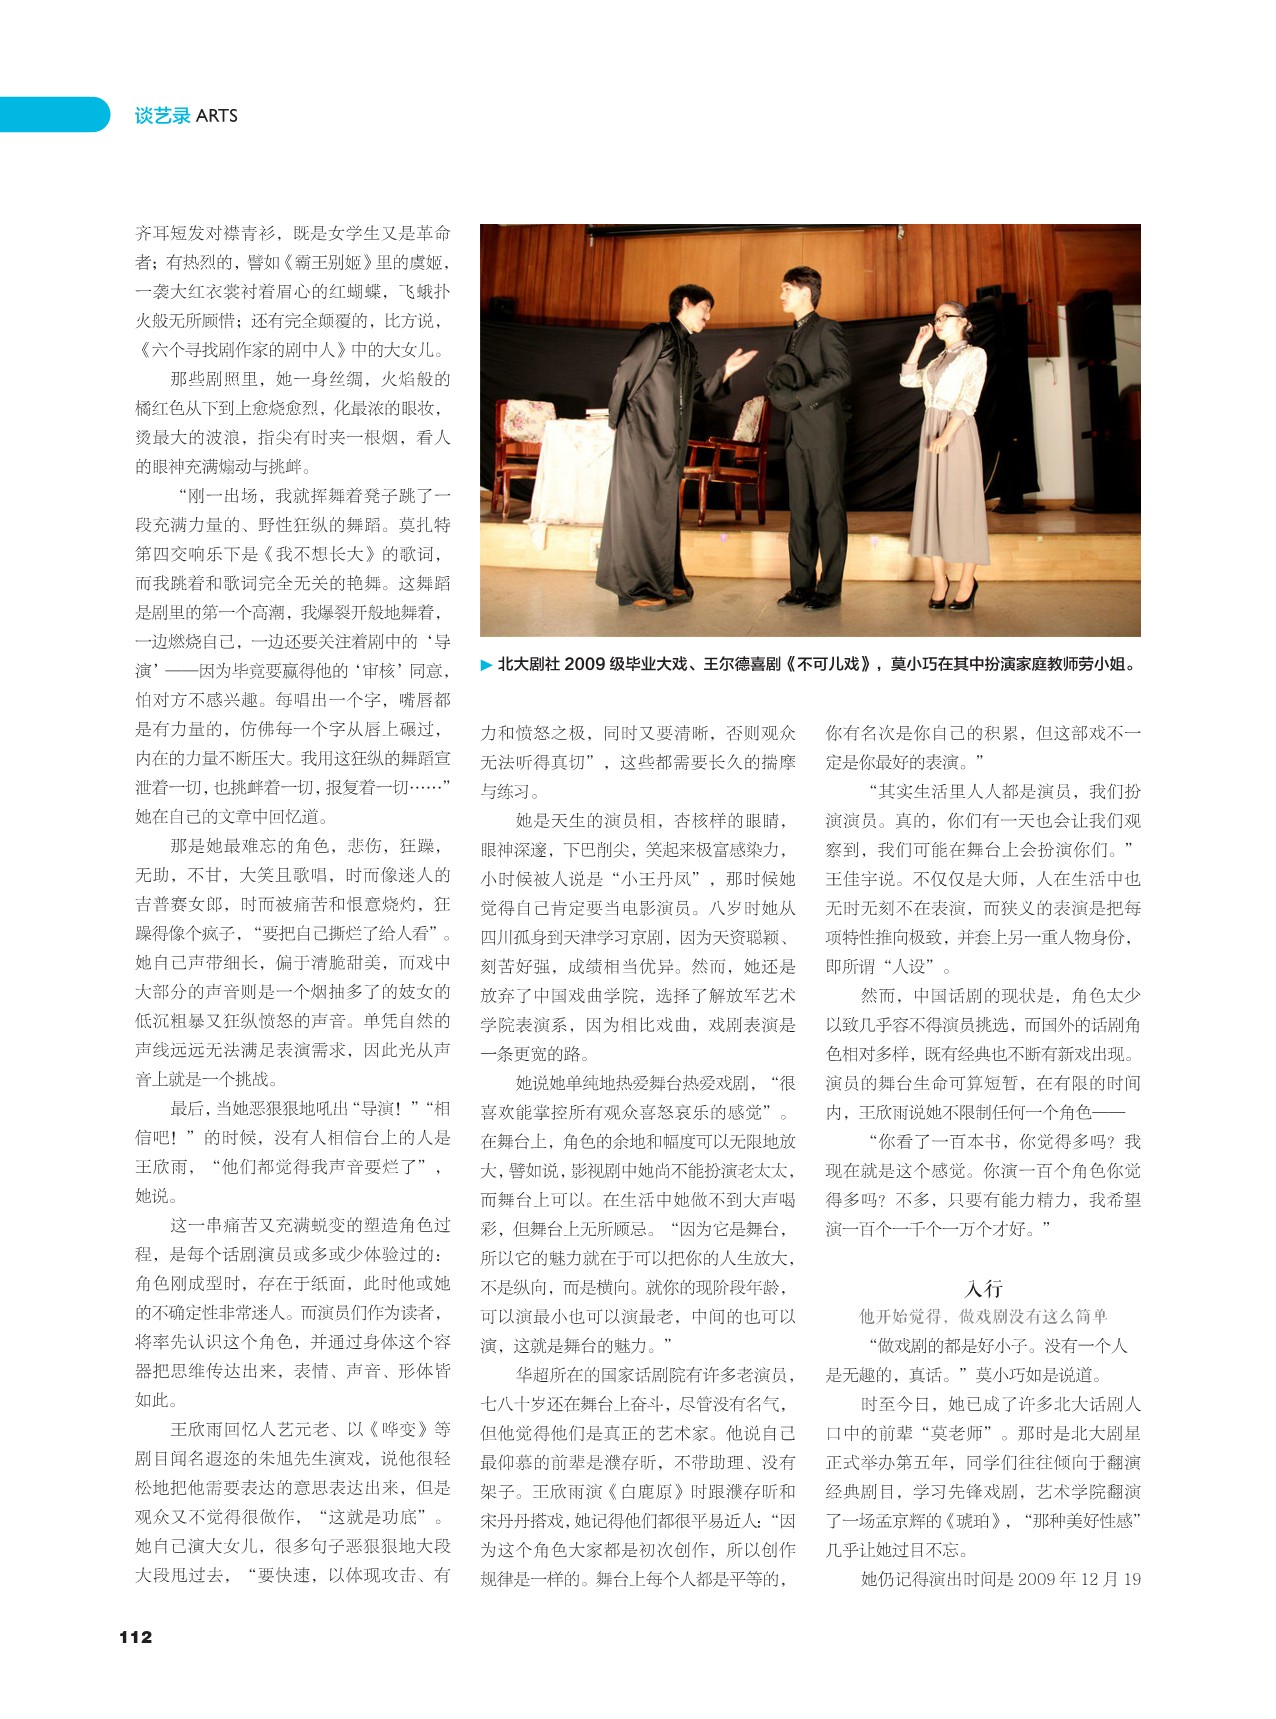 谈艺录 ARTS
齐耳短发对襟青衫，既是女学生又是革命
者；有热烈的，譬如《霸王别姬》里的虞姬，
一袭大红衣裳衬着眉心的红蝴蝶，飞蛾扑
火般无所顾惜；还有完全颠覆的，比方说，
《六个寻找剧作家的剧中人》中的大女儿。
那些剧照里，她一身丝绸，火焰般的
橘红色从下到上愈烧愈烈，化最浓的眼妆，
烫最大的波浪，指尖有时夹一根烟，看人
的眼神充满煽动与挑衅。
“刚一出场，我就挥舞着凳子跳了一
段充满力量的、野性狂纵的舞蹈。莫扎特
第四交响乐下是《我不想长大》的歌词，
而我跳着和歌词完全无关的艳舞。这舞蹈
是剧里的第一个高潮，我爆裂开般地舞着，
一边燃烧自己，一边还要关注着剧中的‘导
演’——因为毕竟要赢得他的‘审核’同意，
怕对方不感兴趣。每唱出一个字，嘴唇都
是有力量的，仿佛每一个字从唇上碾过，
内在的力量不断压大。我用这狂纵的舞蹈宣
泄着一切，也挑衅着一切，报复着一切……”
她在自己的文章中回忆道。
那是她最难忘的角色，悲伤，狂躁，
无助，不甘，大笑且歌唱，时而像迷人的
吉普赛女郎，时而被痛苦和恨意烧灼，狂
躁得像个疯子，“要把自己撕烂了给人看”。
她自己声带细长，偏于清脆甜美，而戏中
大部分的声音则是一个烟抽多了的妓女的
低沉粗暴又狂纵愤怒的声音。单凭自然的
声线远远无法满足表演需求，因此光从声
音上就是一个挑战。
最后，当她恶狠狠地吼出“导演！”“相
信吧！”的时候，没有人相信台上的人是
王欣雨，“他们都觉得我声音要烂了”，
她说。
这一串痛苦又充满蜕变的塑造角色过
程，是每个话剧演员或多或少体验过的：
角色刚成型时，存在于纸面，此时他或她
的不确定性非常迷人。而演员们作为读者，
将率先认识这个角色，并通过身体这个容
器把思维传达出来，表情、声音、形体皆
如此。
王欣雨回忆人艺元老、以《哗变》等
剧目闻名遐迩的朱旭先生演戏，说他很轻
松地把他需要表达的意思表达出来，但是
观众又不觉得很做作，“这就是功底”。
她自己演大女儿，很多句子恶狠狠地大段
大段甩过去，“要快速，以体现攻击、有
▶ 北大剧社 2009 级毕业大戏、王尔德喜剧《不可儿戏》，莫小巧在其中扮演家庭教师劳小姐。
力和愤怒之极，同时又要清晰，否则观众
无法听得真切”，这些都需要长久的揣摩
与练习。
她是天生的演员相，杏核样的眼睛，
眼神深邃，下巴削尖，笑起来极富感染力，
小时候被人说是“小王丹凤”，那时候她
觉得自己肯定要当电影演员。八岁时她从
四川孤身到天津学习京剧，因为天资聪颖、
刻苦好强，成绩相当优异。然而，她还是
放弃了中国戏曲学院，选择了解放军艺术
学院表演系，因为相比戏曲，戏剧表演是
一条更宽的路。
她说她单纯地热爱舞台热爱戏剧，“很
喜欢能掌控所有观众喜怒哀乐的感觉”。
在舞台上，角色的余地和幅度可以无限地放
大，譬如说，影视剧中她尚不能扮演老太太，
而舞台上可以。在生活中她做不到大声喝
彩，但舞台上无所顾忌。“因为它是舞台，
所以它的魅力就在于可以把你的人生放大，
不是纵向，而是横向。就你的现阶段年龄，
可以演最小也可以演最老，中间的也可以
演，这就是舞台的魅力。”
华超所在的国家话剧院有许多老演员，
七八十岁还在舞台上奋斗，尽管没有名气，
但他觉得他们是真正的艺术家。他说自己
最仰慕的前辈是濮存昕，不带助理、没有
架子。王欣雨演《白鹿原》时跟濮存昕和
宋丹丹搭戏，她记得他们都很平易近人：“因
为这个角色大家都是初次创作，所以创作
规律是一样的。舞台上每个人都是平等的，
你有名次是你自己的积累，但这部戏不一
定是你最好的表演。”
“其实生活里人人都是演员，我们扮
演演员。真的，你们有一天也会让我们观
察到，我们可能在舞台上会扮演你们。”
王佳宇说。不仅仅是大师，人在生活中也
无时无刻不在表演，而狭义的表演是把每
项特性推向极致，并套上另一重人物身份，
即所谓“人设”。
然而，中国话剧的现状是，角色太少
以致几乎容不得演员挑选，而国外的话剧角
色相对多样，既有经典也不断有新戏出现。
演员的舞台生命可算短暂，在有限的时间
内，王欣雨说她不限制任何一个角色——
“你看了一百本书，你觉得多吗？我
现在就是这个感觉。你演一百个角色你觉
得多吗？不多，只要有能力精力，我希望
演一百个一千个一万个才好。”
入行
他开始觉得，做戏剧没有这么简单
“做戏剧的都是好小子。没有一个人
是无趣的，真话。”莫小巧如是说道。
时至今日，她已成了许多北大话剧人
口中的前辈“莫老师”。那时是北大剧星
正式举办第五年，同学们往往倾向于翻演
经典剧目，学习先锋戏剧，艺术学院翻演
了一场孟京辉的《琥珀》，“那种美好性感”
几乎让她过目不忘。
她仍记得演出时间是 2009 年 12 月 19
112